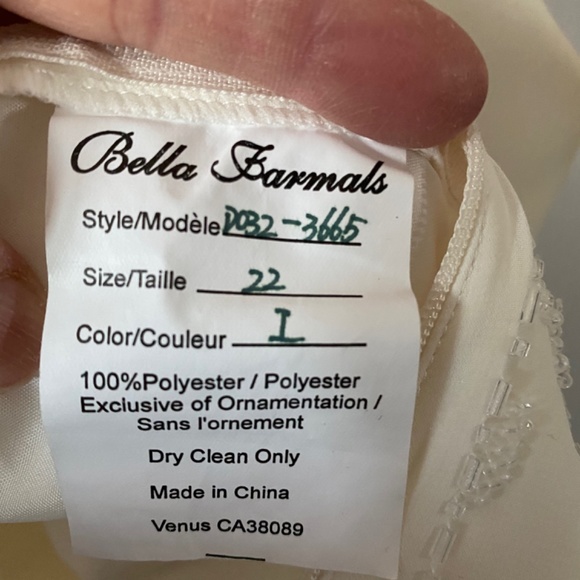 Bella Farmals
Style/Modèle D032-3665
Size/Taille 22
Color/Couleur I
100%Polyester / Polyester
Exclusive of Ornamentation /
Sans l'ornement
Dry Clean Only
Made in China
Venus CA38089